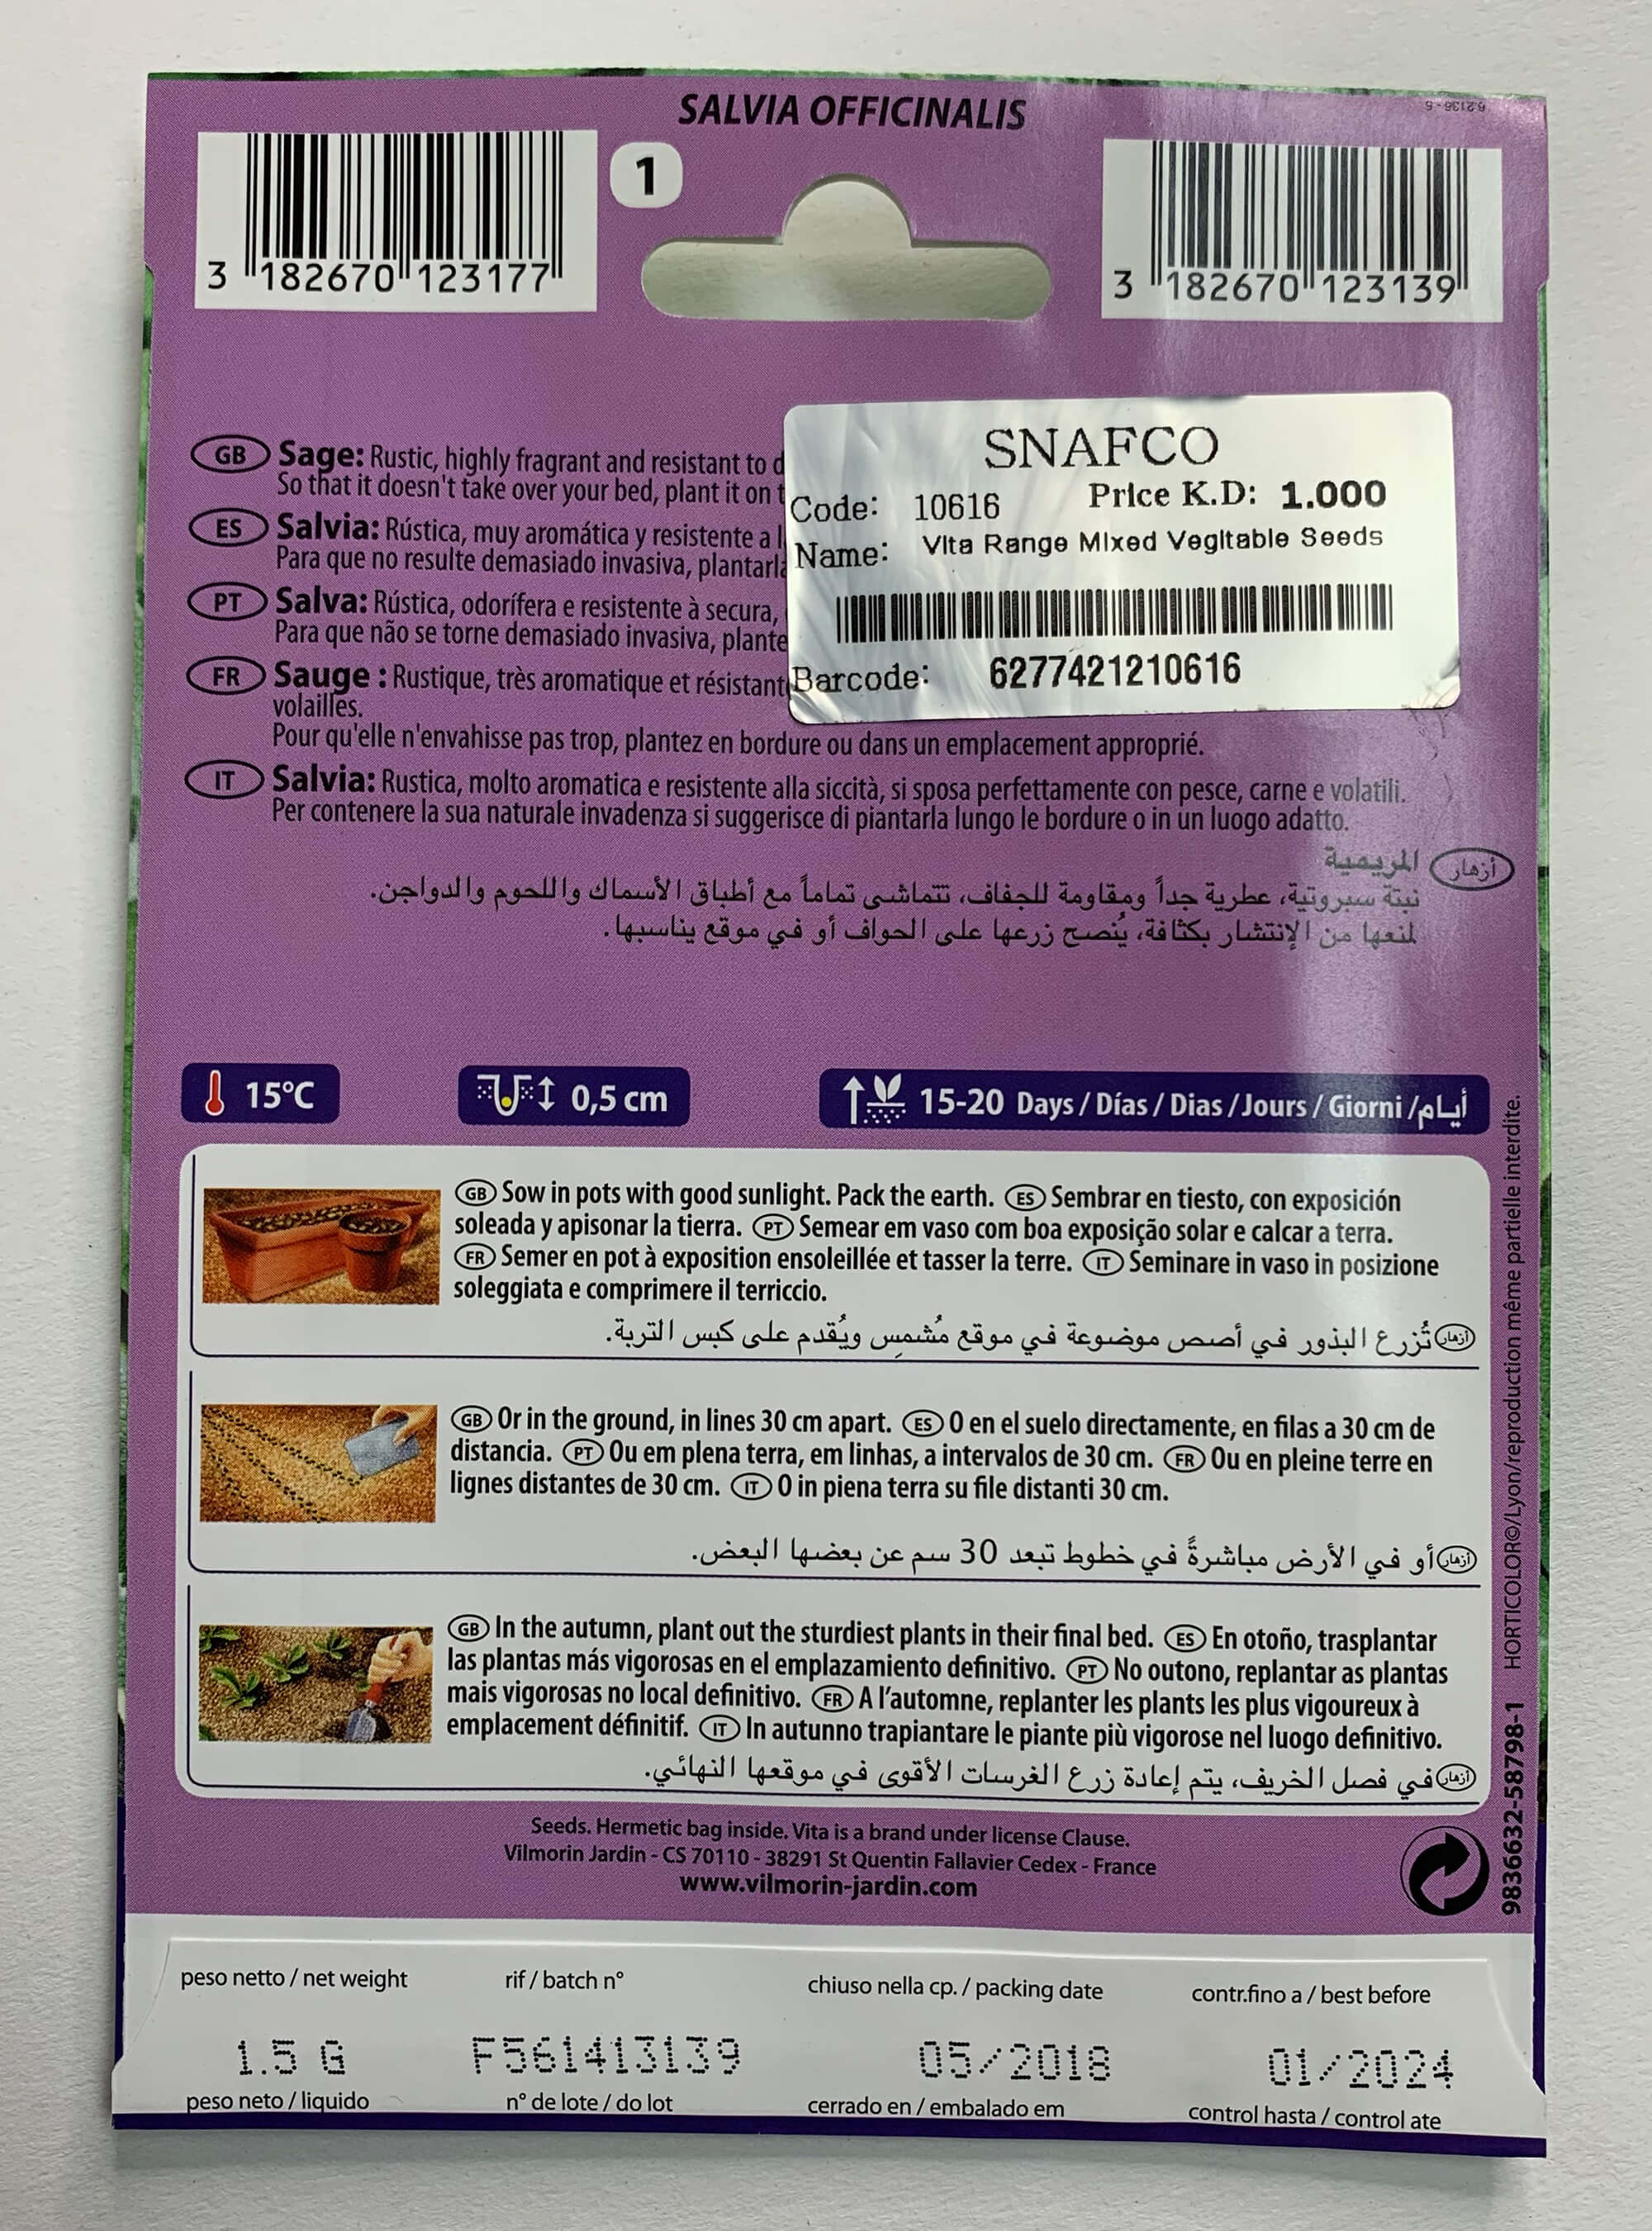 SALVIA OFFICINALIS
6.2136 - 5
1
3 182670 123177
3 182670 123139
SNAFCO
Code: 10616 Price K.D: 1.000
Name: Vita Range Mixed Vegitable Seeds
Barcode: 6277421210616
GB Sage: Rustic, highly fragrant and resistant to
So that it doesn't take over your bed, plant it on
ES Salvia: Rústica, muy aromática y resistente a
Para que no resulte demasiado invasiva, plantarla
PT Salva: Rústica, odorífera e resistente à secura,
Para que não se torne demasiado invasiva, plante
FR Sauge : Rustique, très aromatique et résistant
volailles.
Pour qu'elle n'envahisse pas trop, plantez en bordure ou dans un emplacement approprié.
IT Salvia: Rustica, molto aromatica e resistente alla siccità, si sposa perfettamente con pesce, carne e volatili.
Per contenere la sua naturale invadenza si suggerisce di piantarla lungo le bordure o in un luogo adatto.
أزهار المريمية
نبتة سبروتية، عطرية جداً ومقاومة للجفاف، تتماشى تماماً مع أطباق الأسماك واللحوم والدواجن.
لمنعها من الإنتشار بكثافة، يُنصح زرعها على الحواف أو في موقع يناسبها.
15°C
0,5 cm
15-20 Days / Días / Dias / Jours / Giorni / أيام
GB Sow in pots with good sunlight. Pack the earth. ES Sembrar en tiesto, con exposición
soleada y apisonar la tierra. PT Semear em vaso com boa exposição solar e calcar a terra.
FR Semer en pot à exposition ensoleillée et tasser la terre. IT Seminare in vaso in posizione
soleggiata e comprimere il terriccio.
أزهار تُزرع البذور في أصص موضوعة في موقع مُشمِس ويُقدم على كبس التربة.
GB Or in the ground, in lines 30 cm apart. ES O en el suelo directamente, en filas a 30 cm de
distancia. PT Ou em plena terra, em linhas, a intervalos de 30 cm. FR Ou en pleine terre en
lignes distantes de 30 cm. IT O in piena terra su file distanti 30 cm.
أزهار أو في الأرض مباشرةً في خطوط تبعد 30 سم عن بعضها البعض.
GB In the autumn, plant out the sturdiest plants in their final bed. ES En otoño, trasplantar
las plantas más vigorosas en el emplazamiento definitivo. PT No outono, replantar as plantas
mais vigorosas no local definitivo. FR A l'automne, replanter les plants les plus vigoureux à
emplacement définitif. IT In autunno trapiantare le piante più vigorose nel luogo definitivo.
أزهار في فصل الخريف، يتم إعادة زرع الغرسات الأقوى في موقعها النهائي.
Seeds. Hermetic bag inside. Vita is a brand under license Clause.
Vilmorin Jardin - CS 70110 - 38291 St Quentin Fallavier Cedex - France
www.vilmorin-jardin.com
9836632-58798-1 HORTICOLOR©/Lyon/reproduction même partielle interdite.
peso netto / net weight
rif / batch n°
chiuso nella cp. / packing date
contr.fino a / best before
1.5 G
F561413139
05/2018
01/2024
peso neto / liquido
n° de lote / do lot
cerrado en / embalado em
control hasta / control ate